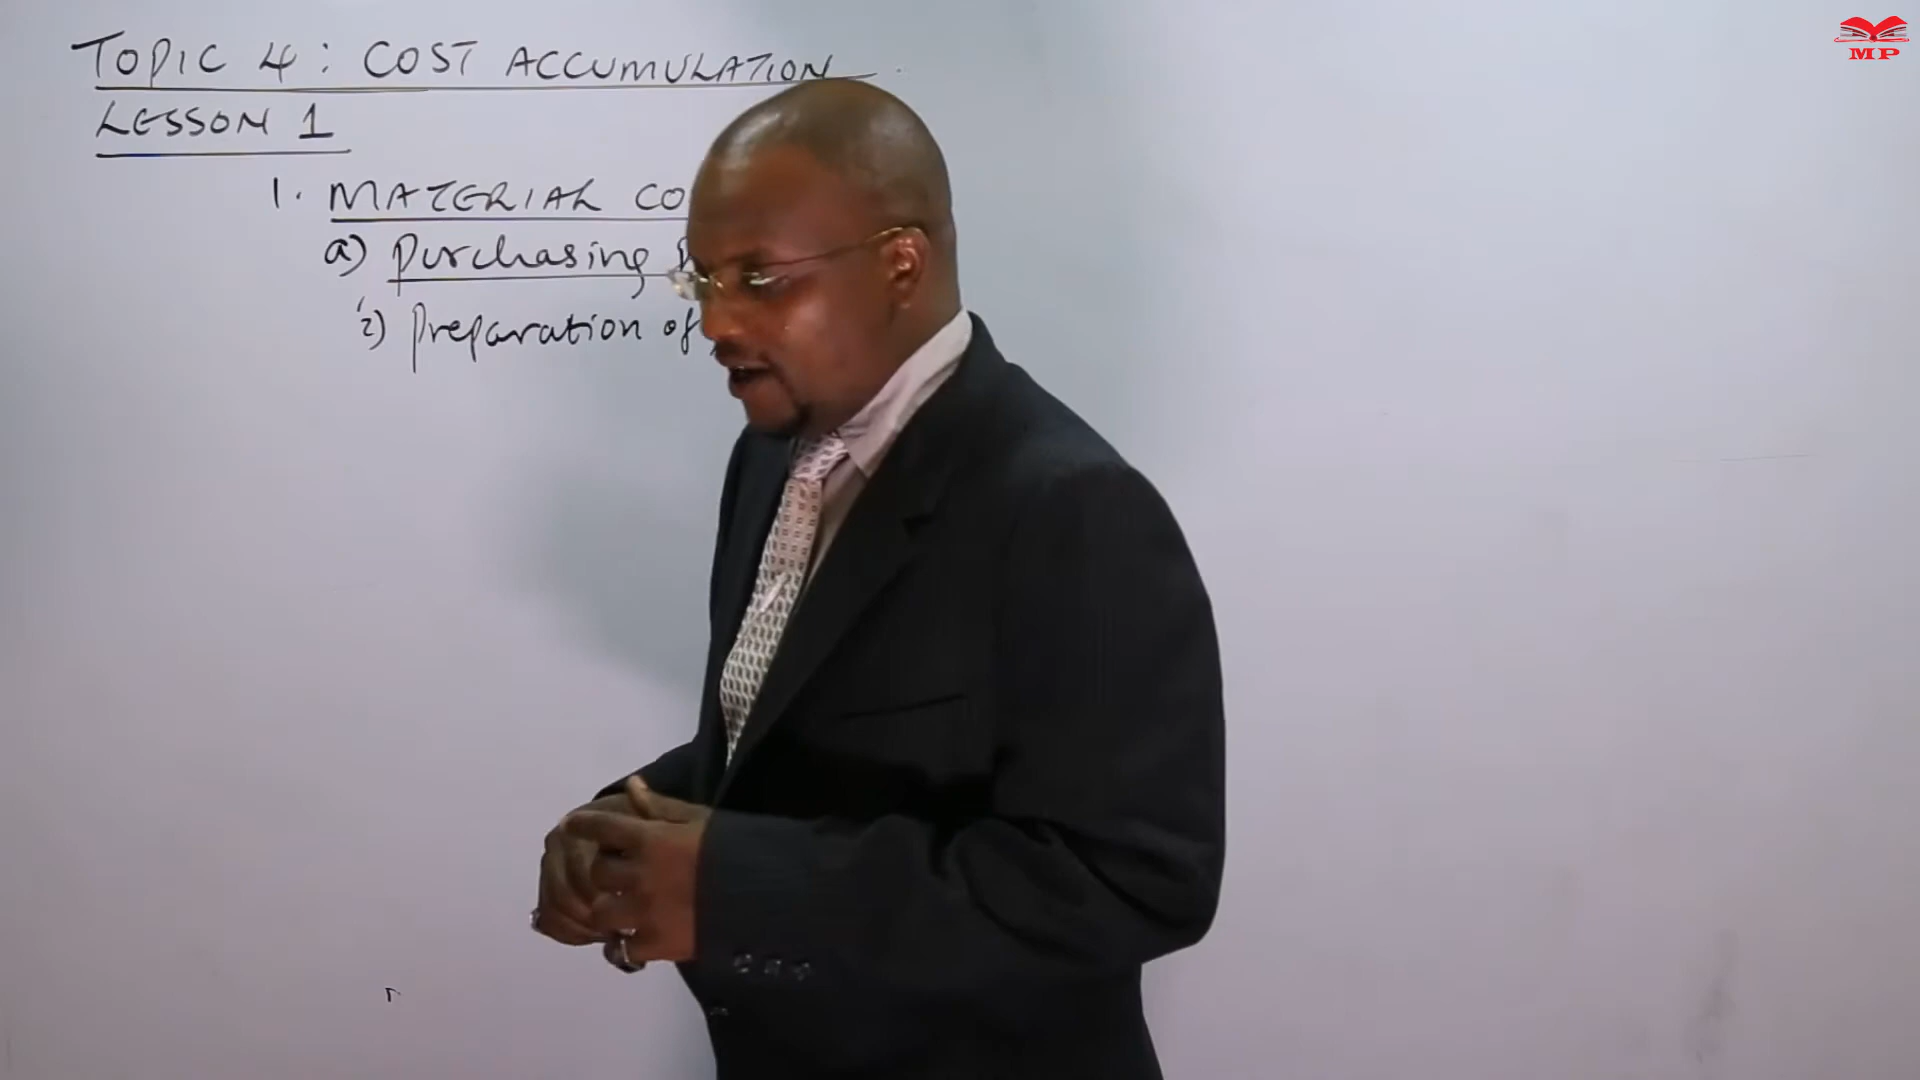 TOPIC 4: COST ACCUMULATION
LESSON 1
1. MATERIAL CO
a) purchasing
i) preparation of
MP